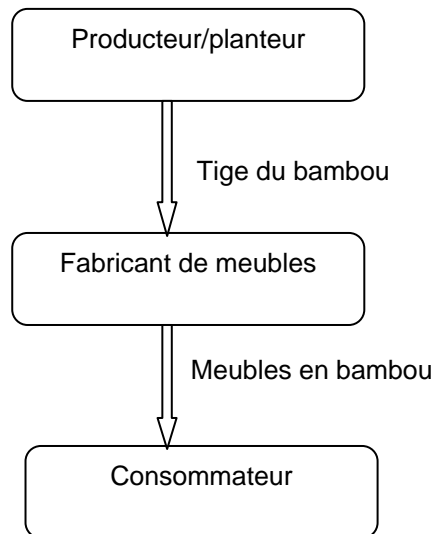 Producteur/planteur
Tige du bambou
Fabricant de meubles
Meubles en bambou
Consommateur